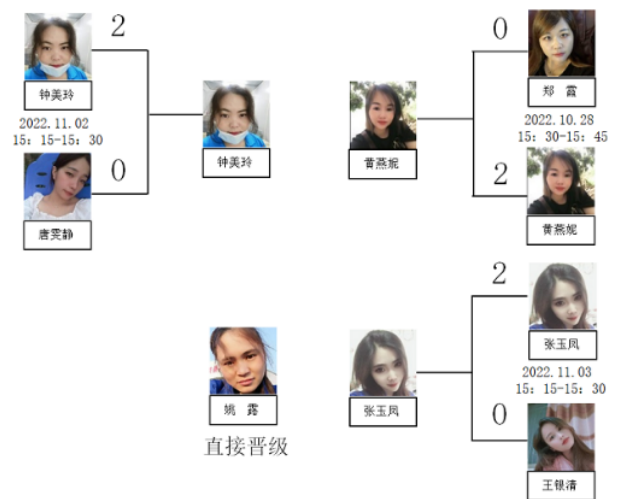 2
钟美玲
2022.11.02
15: 15-15: 30
0
唐雯静
钟美玲
黄燕妮
0
郑 霞
2022.10.28
15: 30-15: 45
2
黄燕妮
姚 露
直接晋级
张玉凤
2
张玉凤
2022.11.03
15: 15-15: 30
0
王银清